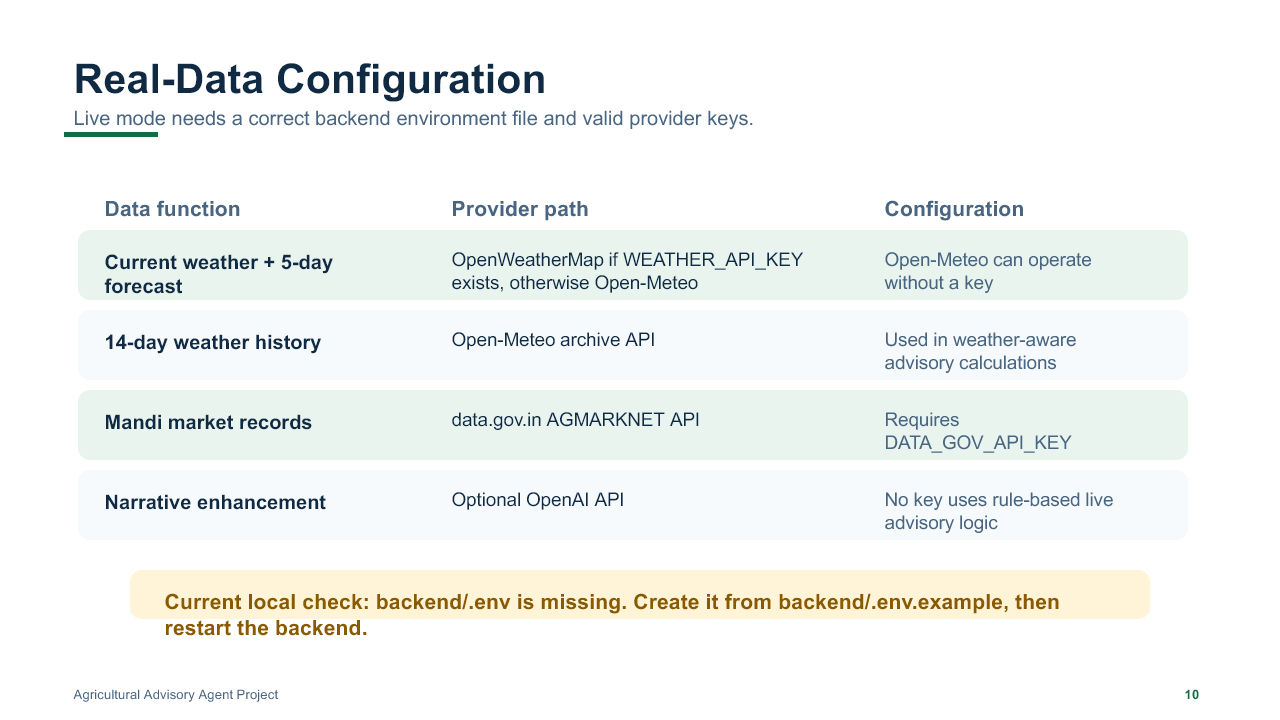 Real-Data Configuration
Live mode needs a correct backend environment file and valid provider keys.
Data function
Provider path
Configuration
Current weather + 5-day
forecast
OpenWeatherMap if WEATHER_API_KEY
exists, otherwise Open-Meteo
Open-Meteo can operate
without a key
14-day weather history
Open-Meteo archive API
Used in weather-aware
advisory calculations
Mandi market records
data.gov.in AGMARKNET API
Requires
DATA_GOV_API_KEY
Narrative enhancement
Optional OpenAI API
No key uses rule-based live
advisory logic
Current local check: backend/.env is missing. Create it from backend/.env.example, then
restart the backend.
Agricultural Advisory Agent Project
10